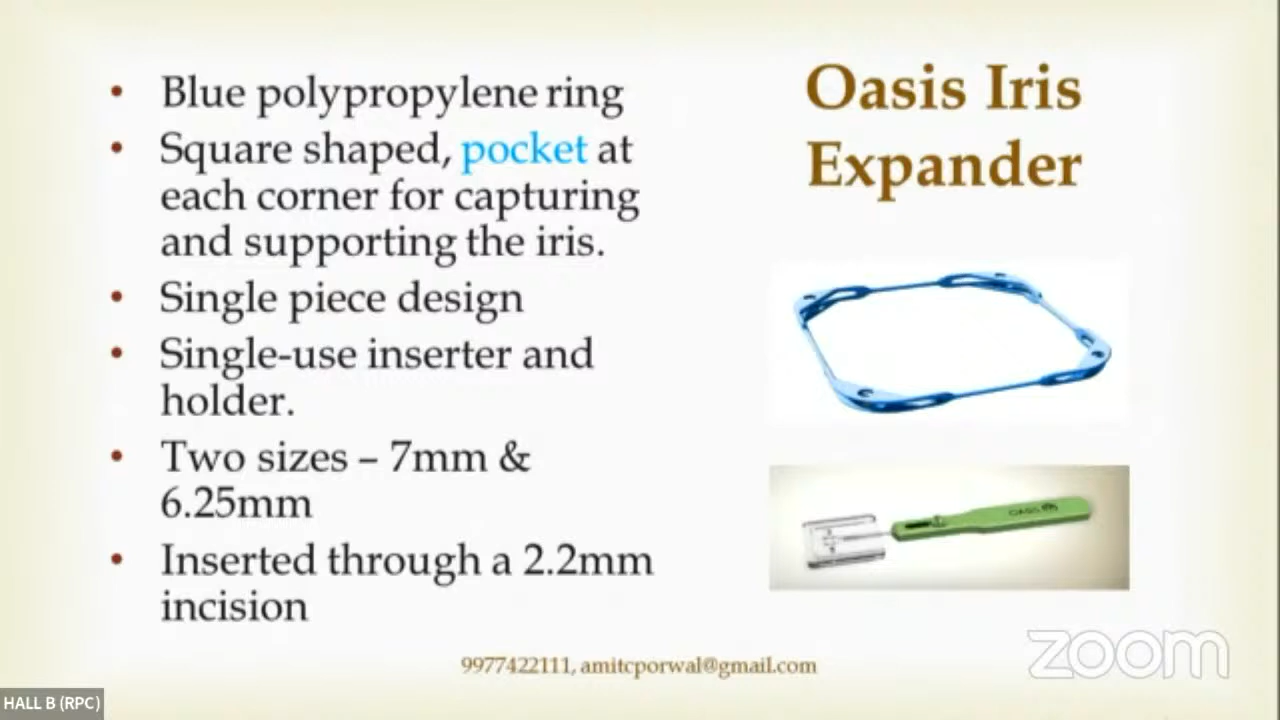 Oasis Iris
Expander
• Blue polypropylene ring
• Square shaped, pocket at
each corner for capturing
and supporting the iris.
• Single piece design
• Single-use inserter and
holder.
• Two sizes – 7mm &
6.25mm
• Inserted through a 2.2mm
incision
OASIS
9977422111, amitcporwal@gmail.com
zoom
HALL B (RPC)